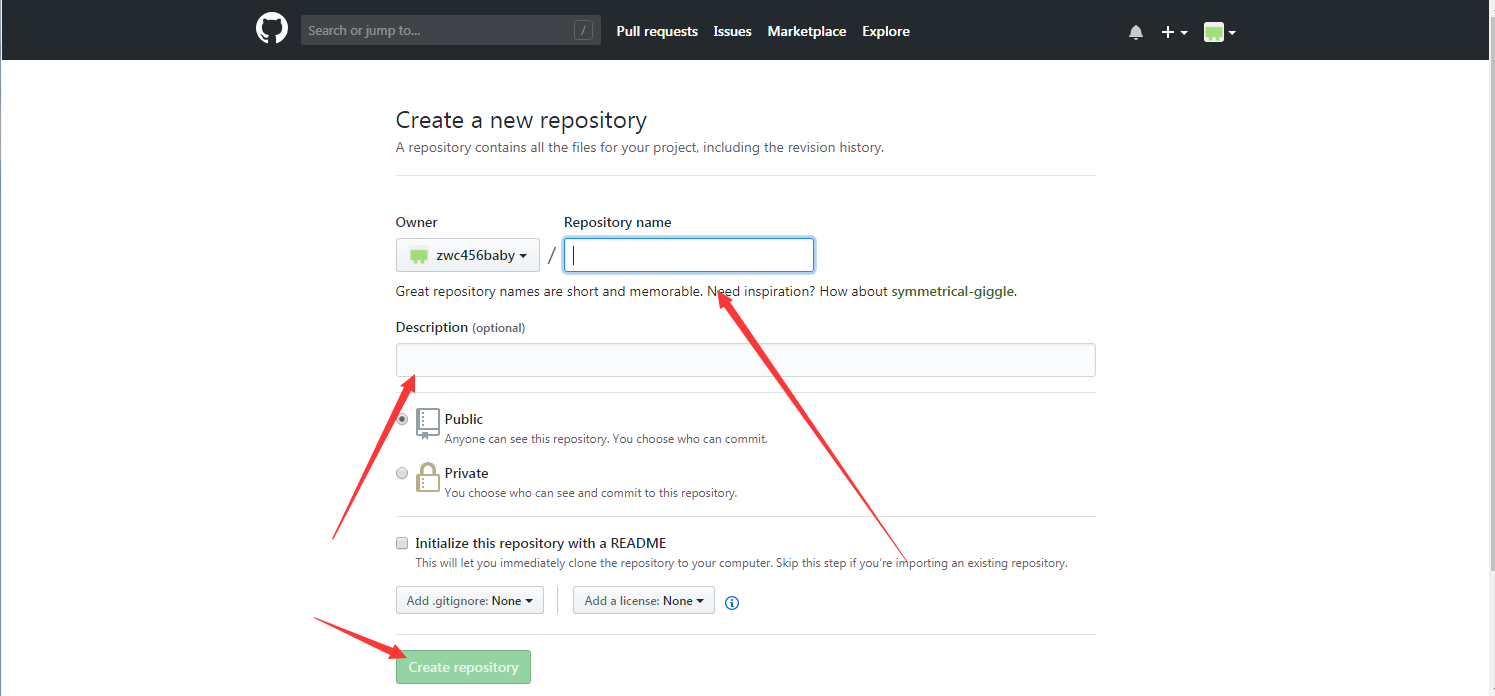 Search or jump to... / Pull requests Issues Marketplace Explore
Create a new repository
A repository contains all the files for your project, including the revision history.
Owner Repository name
zwc456baby /
Great repository names are short and memorable. Need inspiration? How about symmetrical-giggle.
Description (optional)
Public
Anyone can see this repository. You choose who can commit.
Private
You choose who can see and commit to this repository.
Initialize this repository with a README
This will let you immediately clone the repository to your computer. Skip this step if you're importing an existing repository.
Add .gitignore: None Add a license: None
Create repository